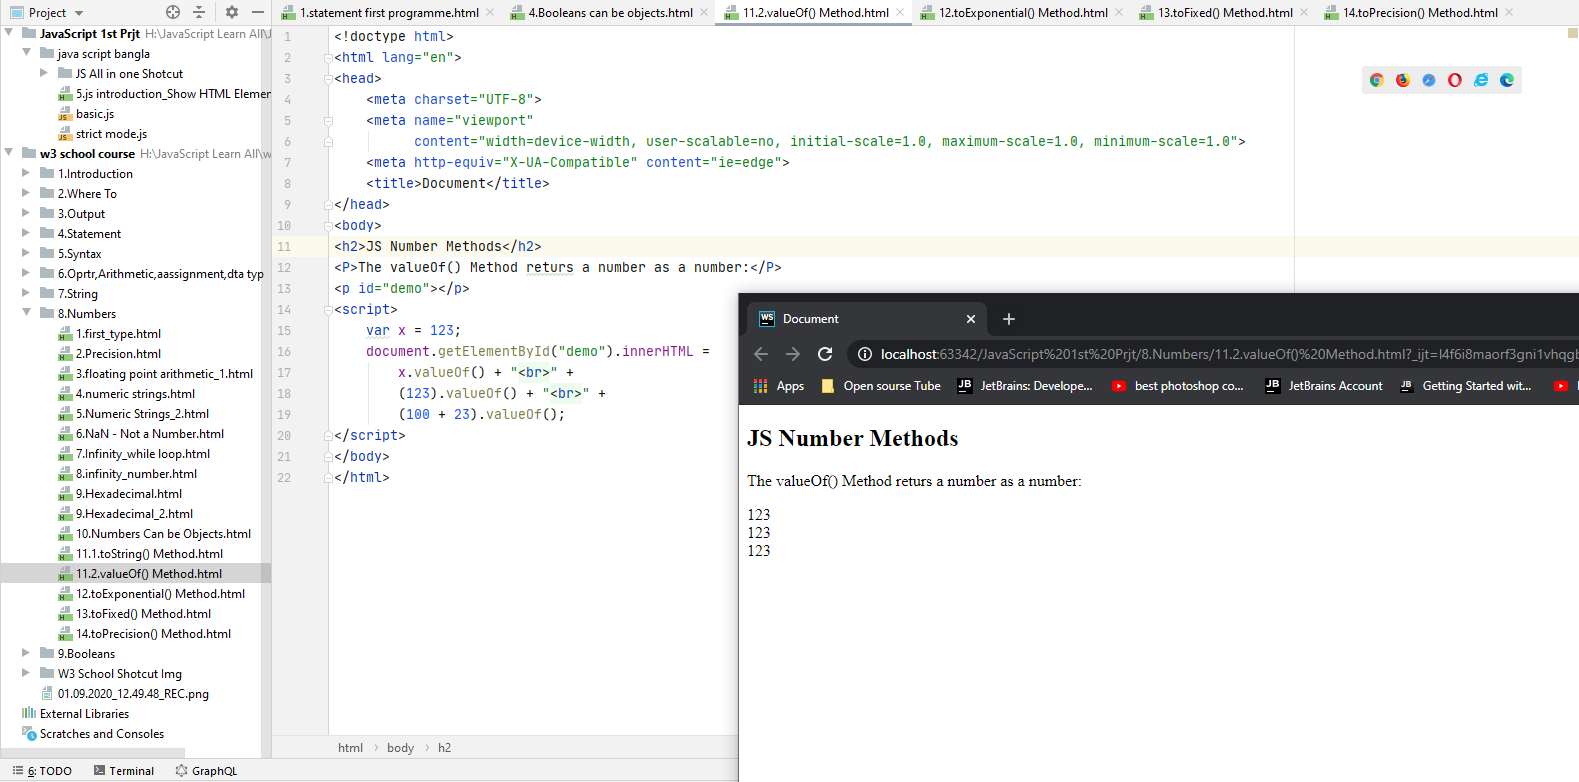 Project
JavaScript 1st Prjt H:\JavaScript Learn All\J
java script bangla
JS All in one Shotcut
5.js introduction_Show HTML Elemer
basic.js
strict mode.js
w3 school course H:\JavaScript Learn All\w
1.Introduction
2.Where To
3.Output
4.Statement
5.Syntax
6.Oprtr,Arithmetic,aassignment,dta typ
7.String
8.Numbers
1.first_type.html
2.Precision.html
3.floating point arithmetic_1.html
4.numeric strings.html
5.Numeric Strings_2.html
6.NaN - Not a Number.html
7.Infinity_while loop.html
8.infinity_number.html
9.Hexadecimal.html
9.Hexadecimal_2.html
10.Numbers Can be Objects.html
11.1.toString() Method.html
11.2.valueOf() Method.html
12.toExponential() Method.html
13.toFixed() Method.html
14.toPrecision() Method.html
9.Booleans
W3 School Shotcut Img
01.09.2020_12.49.48_REC.png
External Libraries
Scratches and Consoles
1.statement first programme.html 4.Booleans can be objects.html 11.2.valueOf() Method.html 12.toExponential() Method.html 13.toFixed() Method.html 14.toPrecision() Method.html
1 <!doctype html>
2 <html lang="en">
3 <head>
4 <meta charset="UTF-8">
5 <meta name="viewport"
6 content="width=device-width, user-scalable=no, initial-scale=1.0, maximum-scale=1.0, minimum-scale=1.0">
7 <meta http-equiv="X-UA-Compatible" content="ie=edge">
8 <title>Document</title>
9 </head>
10 <body>
11 <h2>JS Number Methods</h2>
12 <P>The valueOf() Method returs a number as a number:</P>
13 <p id="demo"></p>
14 <script>
15 var x = 123;
16 document.getElementById("demo").innerHTML =
17 x.valueOf() + "<br>" +
18 (123).valueOf() + "<br>" +
19 (100 + 23).valueOf();
20 </script>
21 </body>
22 </html>
html › body › h2
6: TODO Terminal GraphQL
WS Document
localhost:63342/JavaScript%201st%20Prjt/8.Numbers/11.2.valueOf()%20Method.html?_ijt=l4f6i8maorf3gni1vhqgb
Apps Open sourse Tube JB JetBrains: Develope... best photoshop co... JB JetBrains Account JB Getting Started wit...
JS Number Methods
The valueOf() Method returs a number as a number:
123
123
123